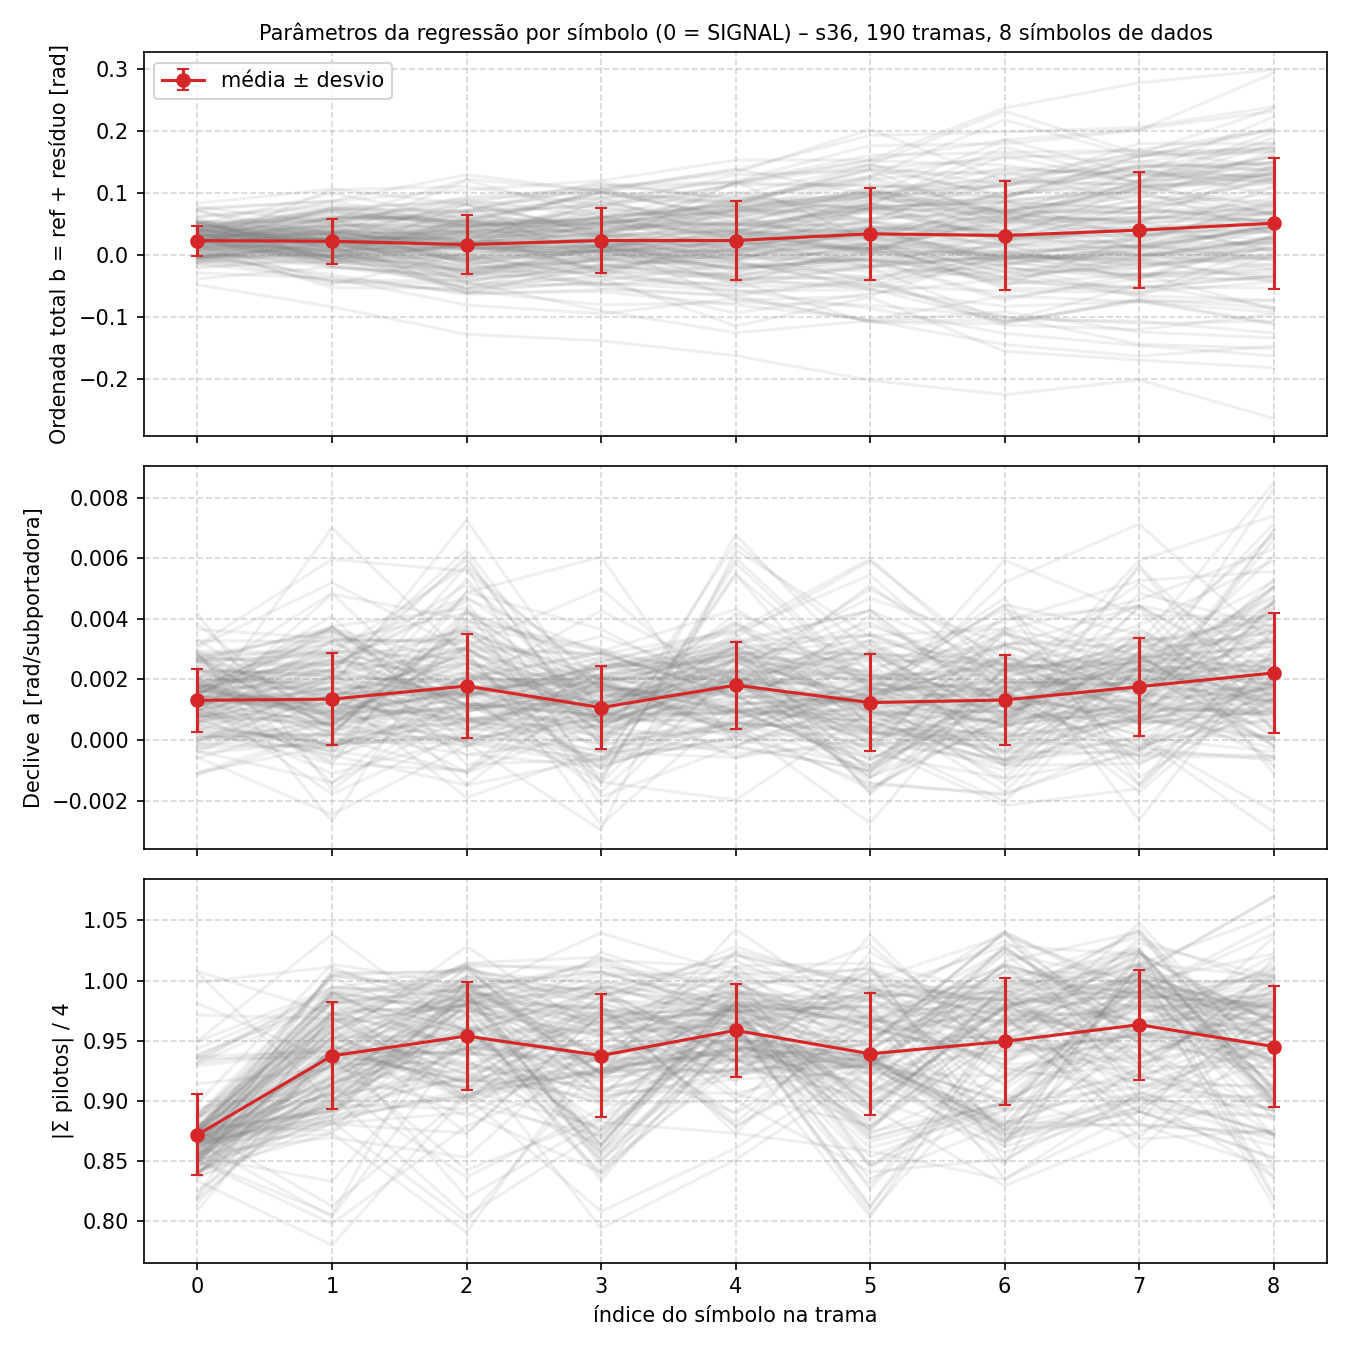 Parâmetros da regressão por símbolo (0 = SIGNAL) – s36, 190 tramas, 8 símbolos de dados
média ± desvio
Ordenada total b = ref + resíduo [rad]
0.3
0.2
0.1
0.0
−0.1
−0.2
Declive a [rad/subportadora]
0.008
0.006
0.004
0.002
0.000
−0.002
|Σ pilotos| / 4
1.05
1.00
0.95
0.90
0.85
0.80
0 1 2 3 4 5 6 7 8
índice do símbolo na trama